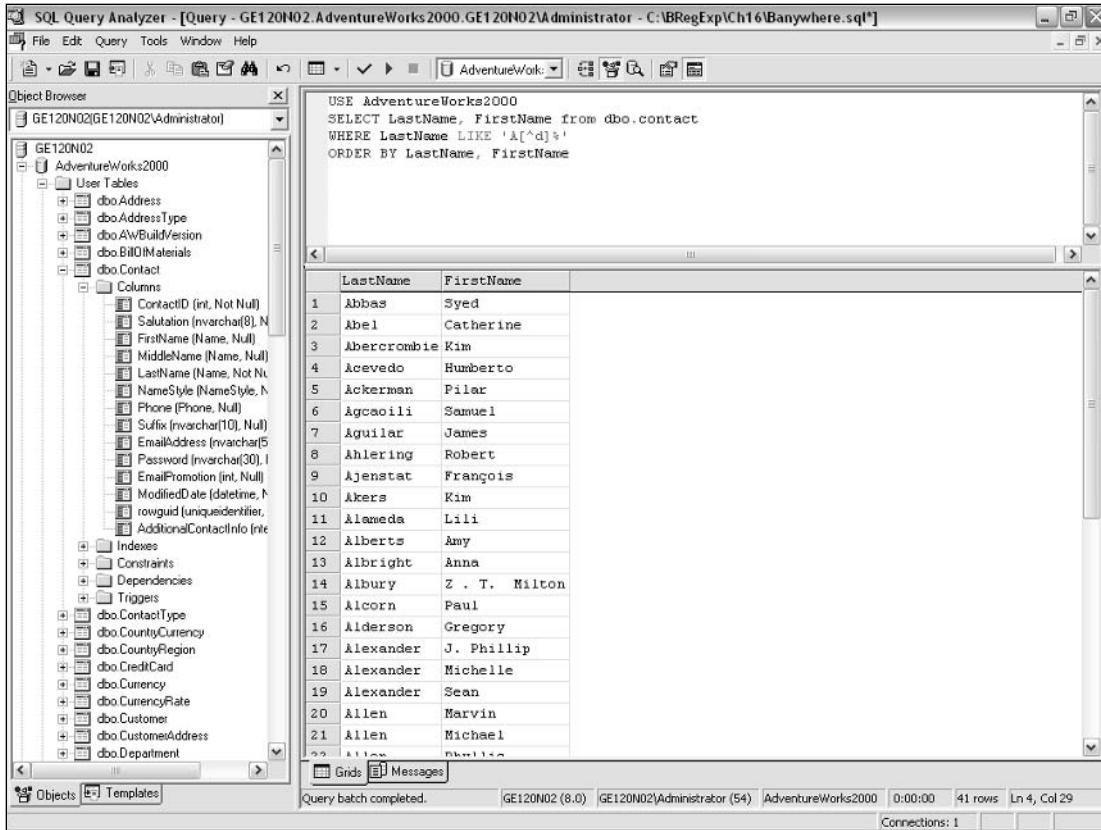 SQL Query Analyzer - [Query - GE120N02.AdventureWorks2000.GE120N02\Administrator - C:\BRegExp\Ch16\Banywhere.sql*]
File Edit Query Tools Window Help
AdventureWork:
Object Browser
GE120N02(GE120N02\Administrator)
GE120N02
AdventureWorks2000
User Tables
dbo.Address
dbo.AddressType
dbo.AWBuildVersion
dbo.BillOfMaterials
dbo.Contact
Columns
ContactID (int, Not Null)
Salutation (nvarchar(8), N
FirstName (Name, Null)
MiddleName (Name, Null)
LastName (Name, Not Nu
NameStyle (NameStyle, N
Phone (Phone, Null)
Suffix (nvarchar(10), Null)
EmailAddress (nvarchar(5
Password (nvarchar(30),
EmailPromotion (int, Null)
ModifiedDate (datetime, N
rowguid (uniqueidentifier,
AdditionalContactInfo (nte
Indexes
Constraints
Dependencies
Triggers
dbo.ContactType
dbo.CountryCurrency
dbo.CountryRegion
dbo.CreditCard
dbo.Currency
dbo.CurrencyRate
dbo.Customer
dbo.CustomerAddress
dbo.Department
Objects Templates
USE AdventureWorks2000
SELECT LastName, FirstName from dbo.contact
WHERE LastName LIKE 'A[^d]%'
ORDER BY LastName, FirstName
LastName FirstName
1 Abbas Syed
2 Abel Catherine
3 Abercrombie Kim
4 Acevedo Humberto
5 Ackerman Pilar
6 Agcaoili Samuel
7 Aguilar James
8 Ahlering Robert
9 Ajenstat François
10 Akers Kim
11 Alameda Lili
12 Alberts Amy
13 Albright Anna
14 Albury Z . T. Milton
15 Alcorn Paul
16 Alderson Gregory
17 Alexander J. Phillip
18 Alexander Michelle
19 Alexander Sean
20 Allen Marvin
21 Allen Michael
22 Allen Phyllis
Grids Messages
Query batch completed. GE120N02 (8.0) GE120N02\Administrator (54) AdventureWorks2000 0:00:00 41 rows Ln 4, Col 29
Connections: 1